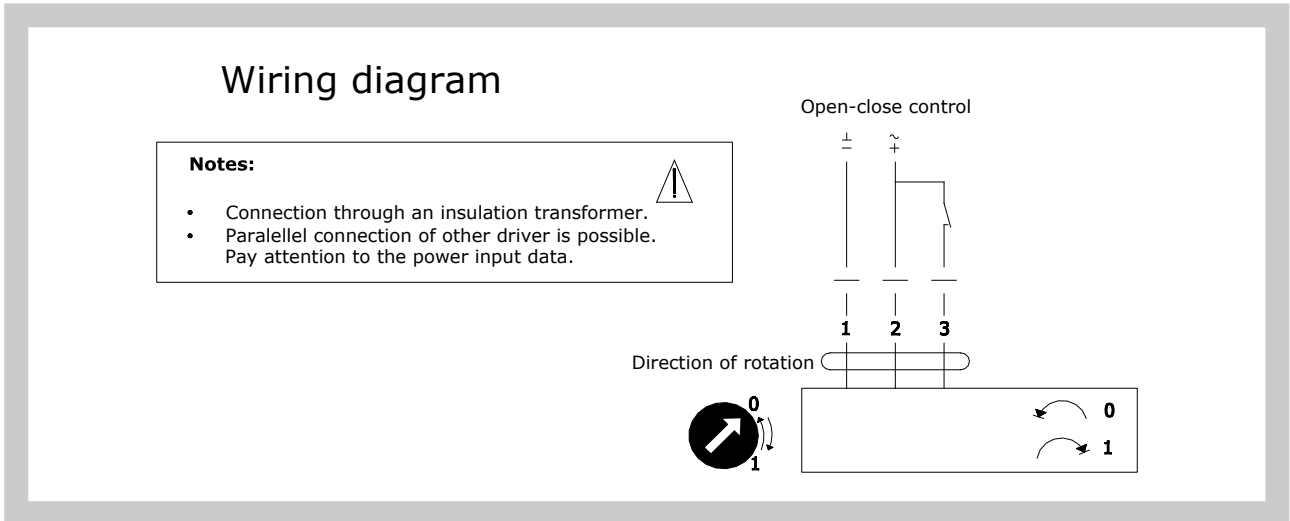 Wiring diagram
Notes:
• Connection through an insulation transformer.
• Paralellel connection of other driver is possible.
Pay attention to the power input data.
Open-close control
⊥ ~
− +
1 2 3
Direction of rotation
0
1
0
1